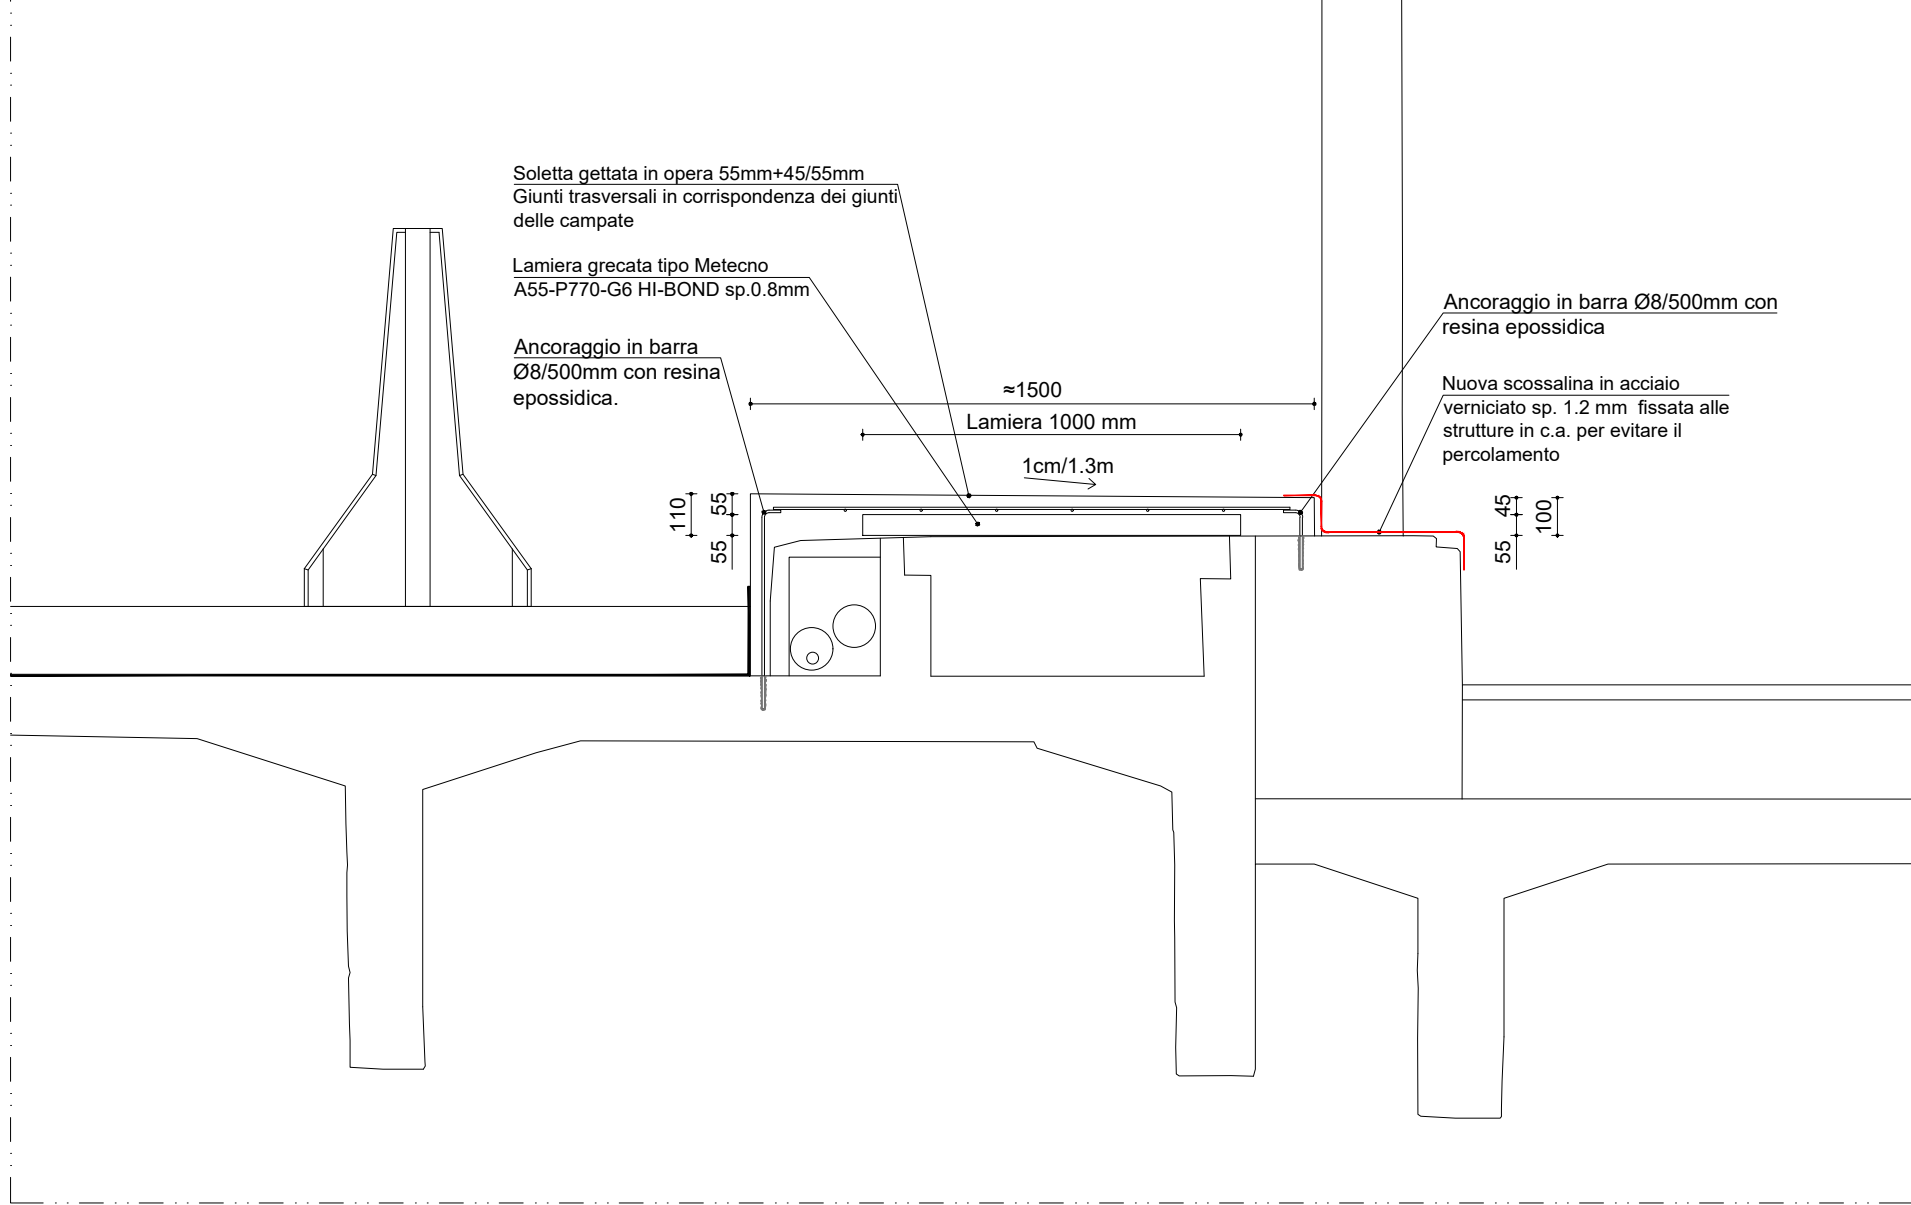 Soletta gettata in opera 55mm+45/55mm
Giunti trasversali in corrispondenza dei giunti
delle campate
Lamiera grecata tipo Metecno
A55-P770-G6 HI-BOND sp.0.8mm
Ancoraggio in barra
Ø8/500mm con resina
epossidica.
Ancoraggio in barra Ø8/500mm con
resina epossidica
Nuova scossalina in acciaio
verniciato sp. 1.2 mm  fissata alle
strutture in c.a. per evitare il
percolamento
≈1500
Lamiera 1000 mm
1cm/1.3m
110
55
55
45
55
100